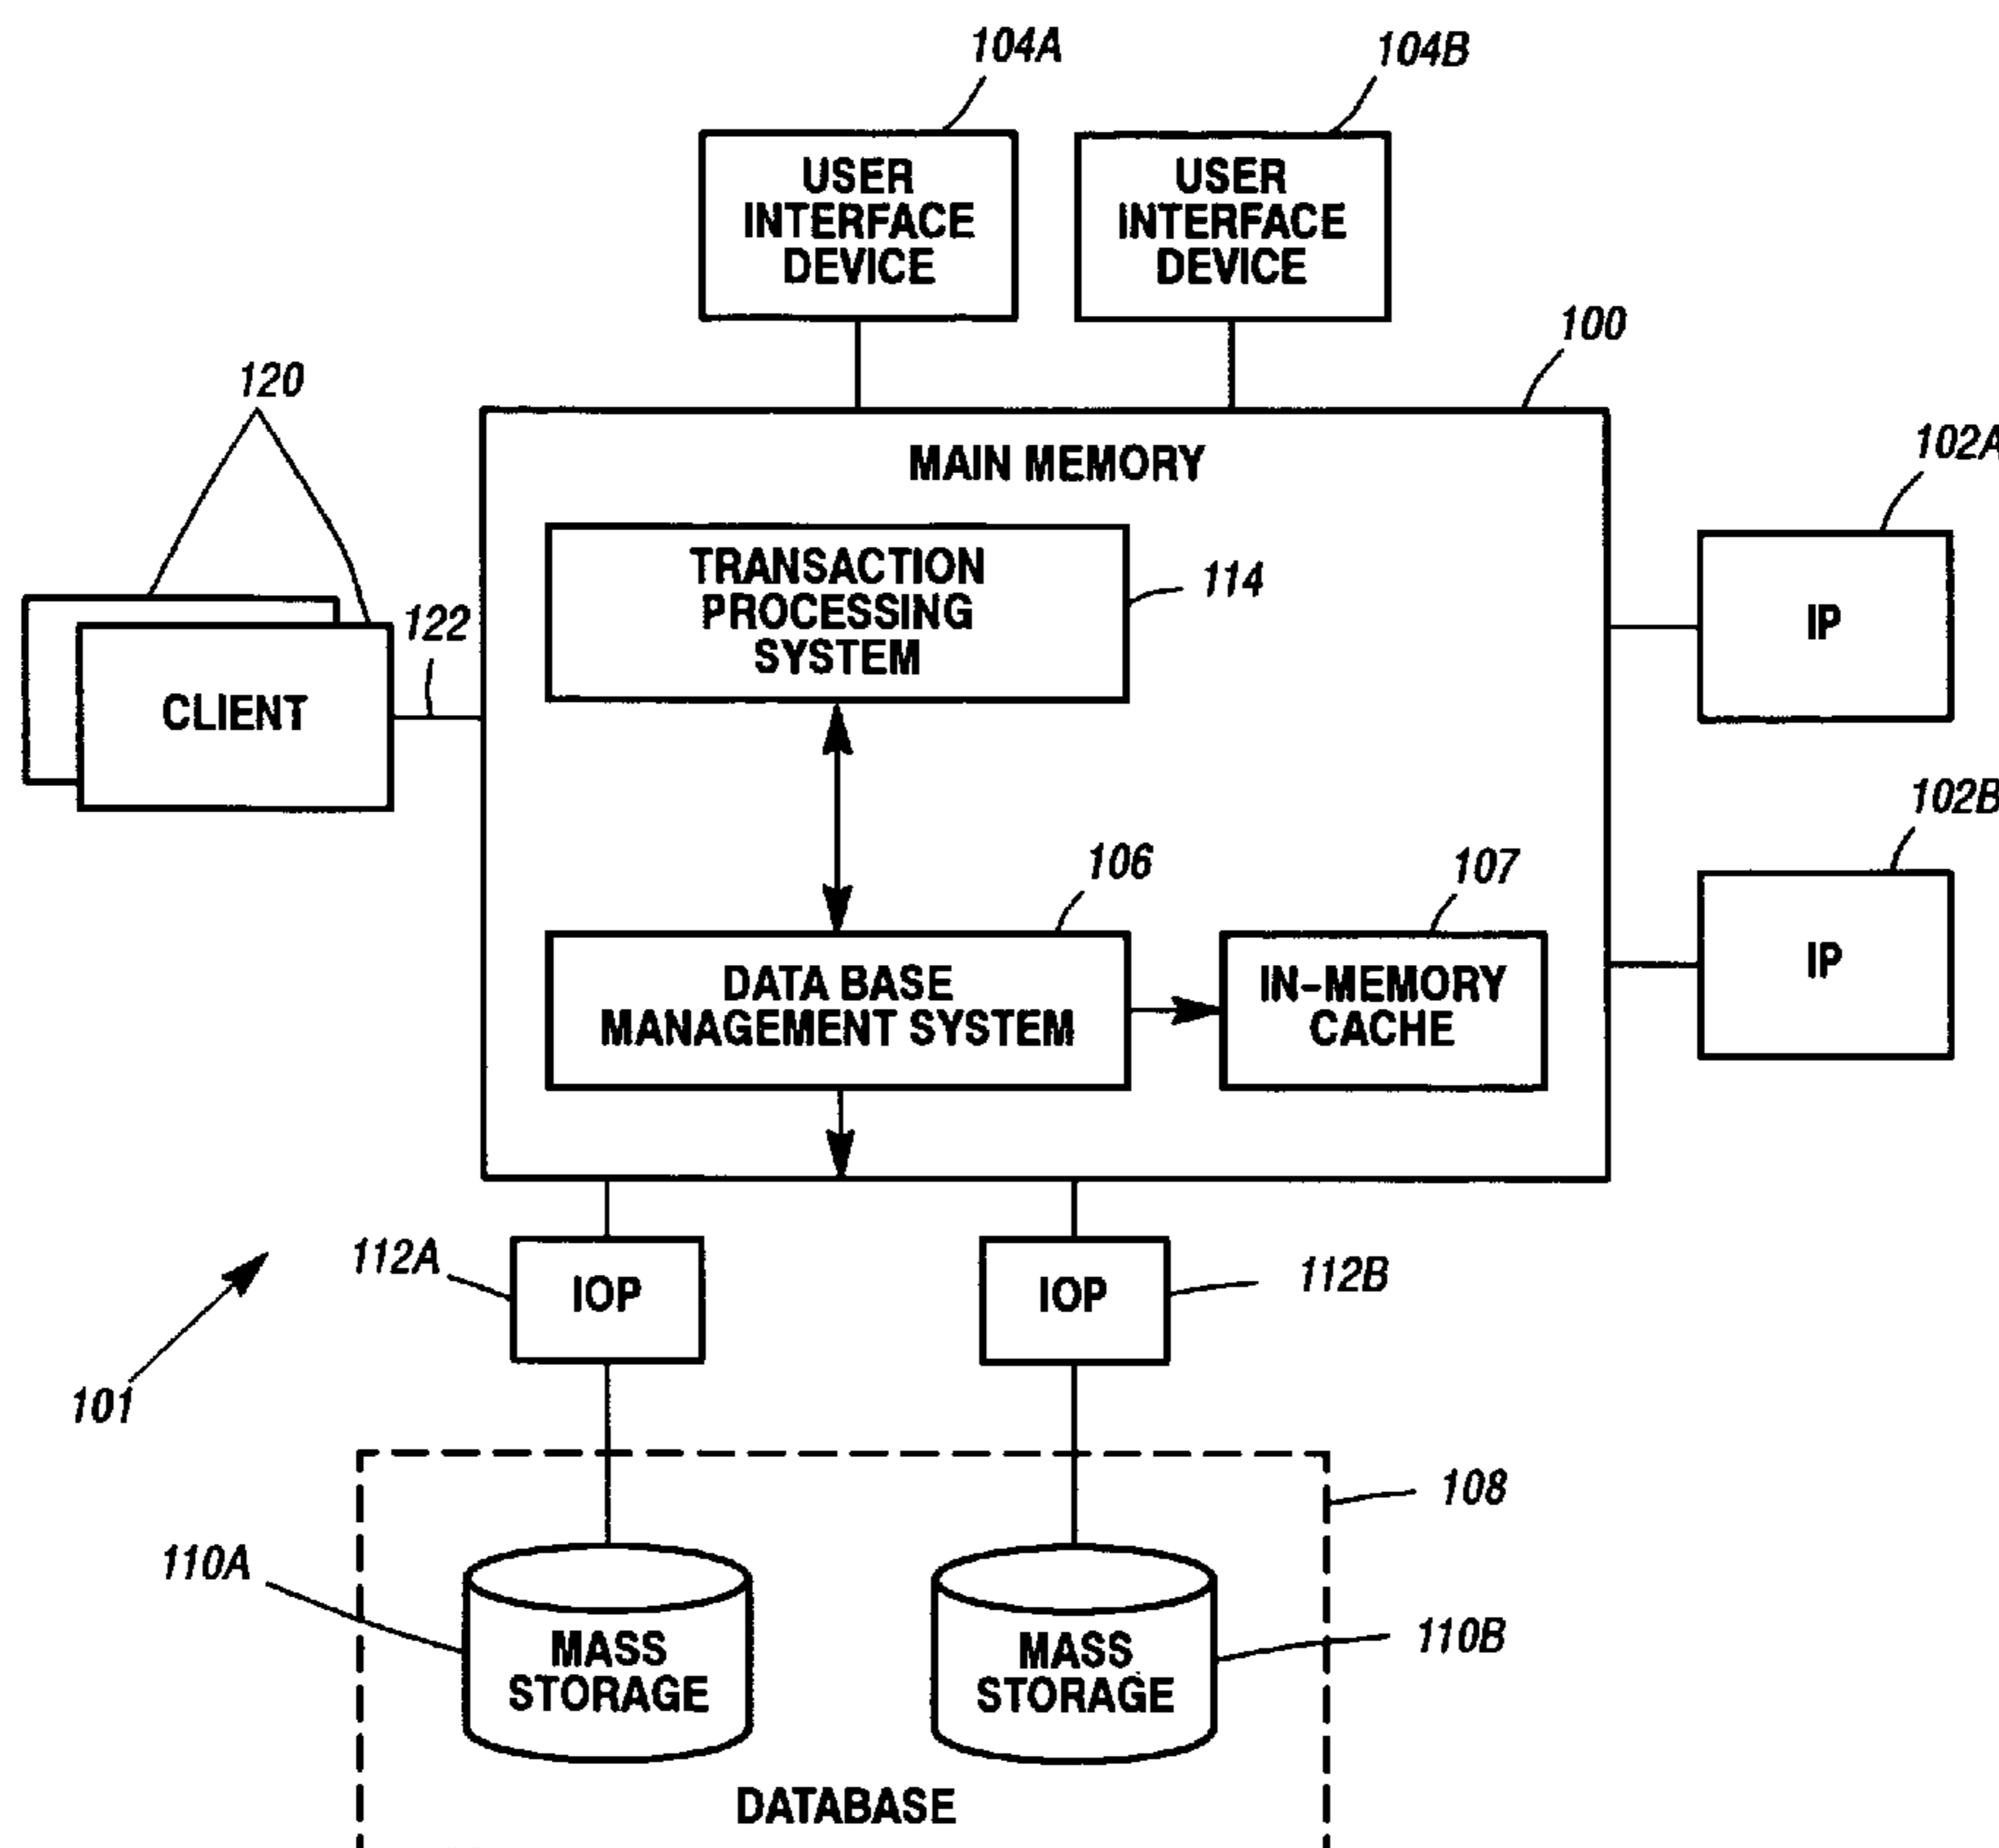 104A
104B
USER
INTERFACE
DEVICE
USER
INTERFACE
DEVICE
100
120
MAIN MEMORY
102A
TRANSACTION
PROCESSING
SYSTEM
114
IP
122
CLIENT
102B
106
107
DATA BASE
MANAGEMENT SYSTEM
IN-MEMORY
CACHE
IP
112A
IOP
IOP
112B
101
108
110A
MASS
STORAGE
MASS
STORAGE
110B
DATABASE